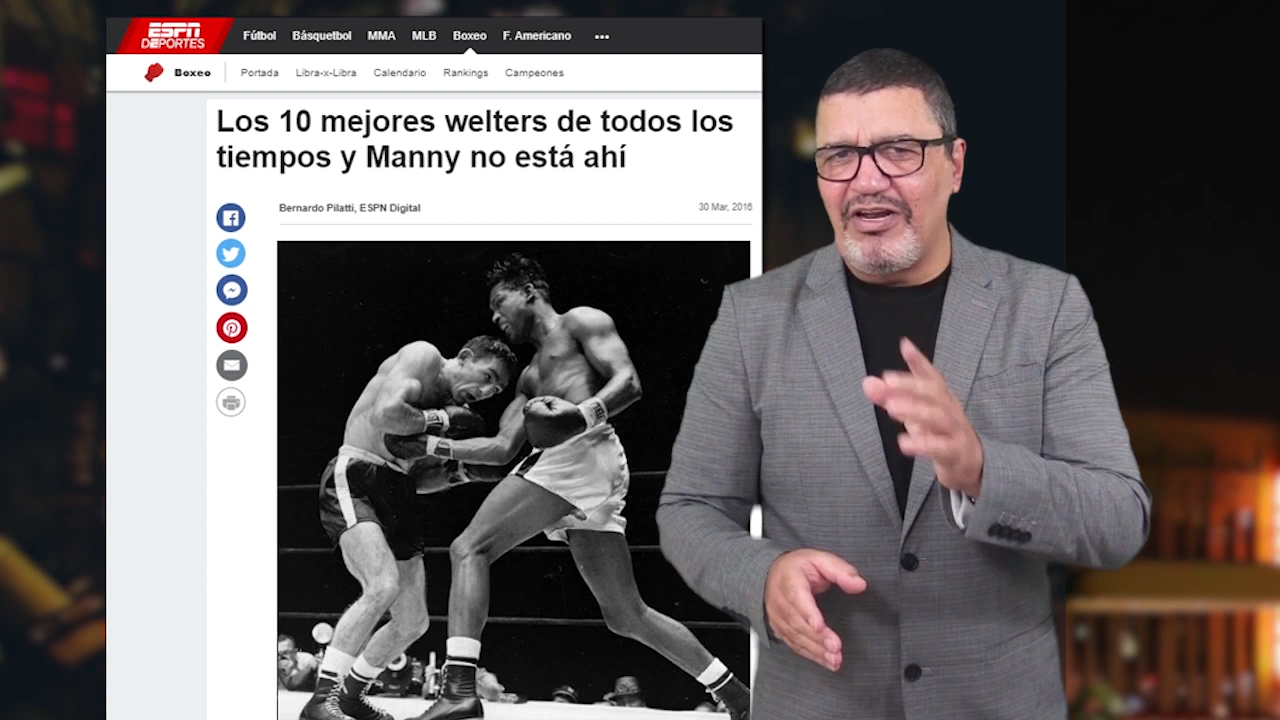 ESPN
DEPORTES
Fútbol Básquetbol MMA MLB Boxeo F. Americano •••
Boxeo Portada Libra-x-Libra Calendario Rankings Campeones
Los 10 mejores welters de todos los
tiempos y Manny no está ahí
Bernardo Pilatti, ESPN Digital 30 Mar, 2016